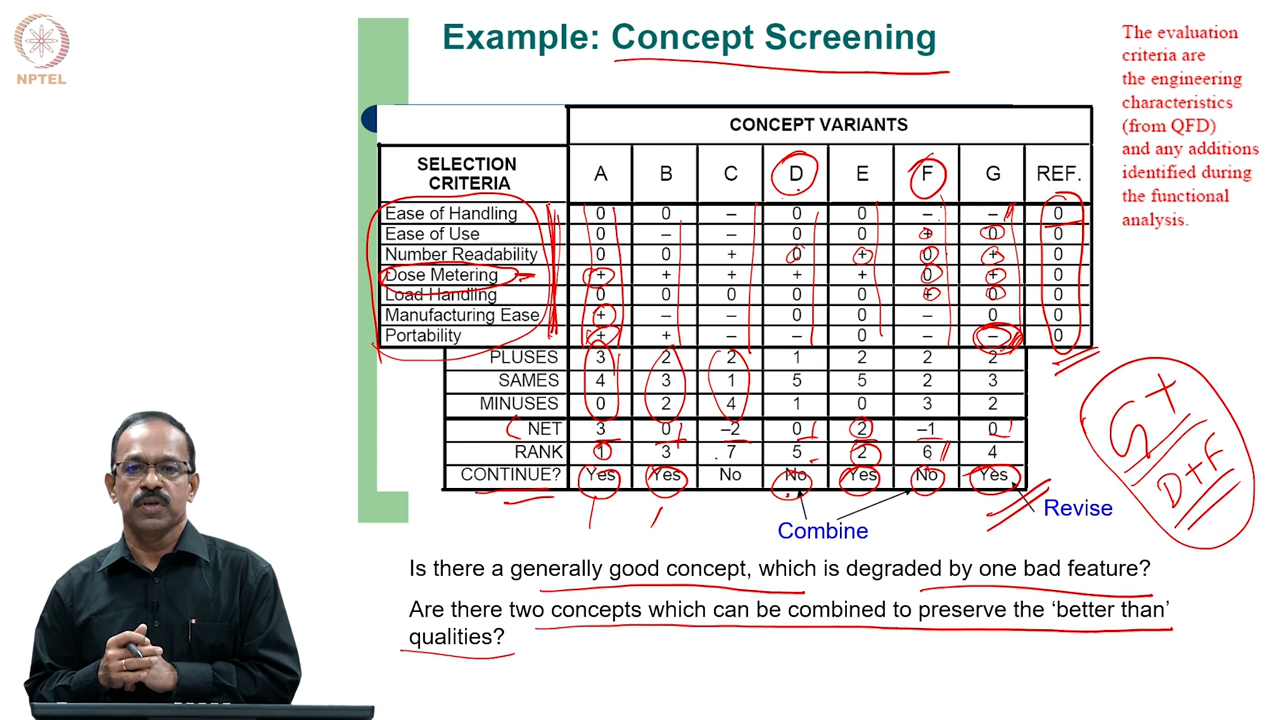 NPTEL
Example: Concept Screening
The evaluation
criteria are
the engineering
characteristics
(from QFD)
and any additions
identified during
the functional
analysis.
CONCEPT VARIANTS
SELECTION
CRITERIA
A B C D E F G REF.
Ease of Handling 0 0 – 0 0 – – 0
Ease of Use 0 – – 0 0 + 0 0
Number Readability 0 0 + 0 + 0 + 0
Dose Metering + + + + + 0 + 0
Load Handling 0 0 0 0 0 + 0 0
Manufacturing Ease + – – 0 0 – 0 0
Portability + + – – 0 – – 0
PLUSES 3 2 2 1 2 2 2
SAMES 4 3 1 5 5 2 3
MINUSES 0 2 4 1 0 3 2
NET 3 0 –2 0 2 –1 0
RANK 1 3 7 5 2 6 4
CONTINUE? Yes Yes No No Yes No Yes
Combine
Revise
D+F
Is there a generally good concept, which is degraded by one bad feature?
Are there two concepts which can be combined to preserve the ‘better than’
qualities?